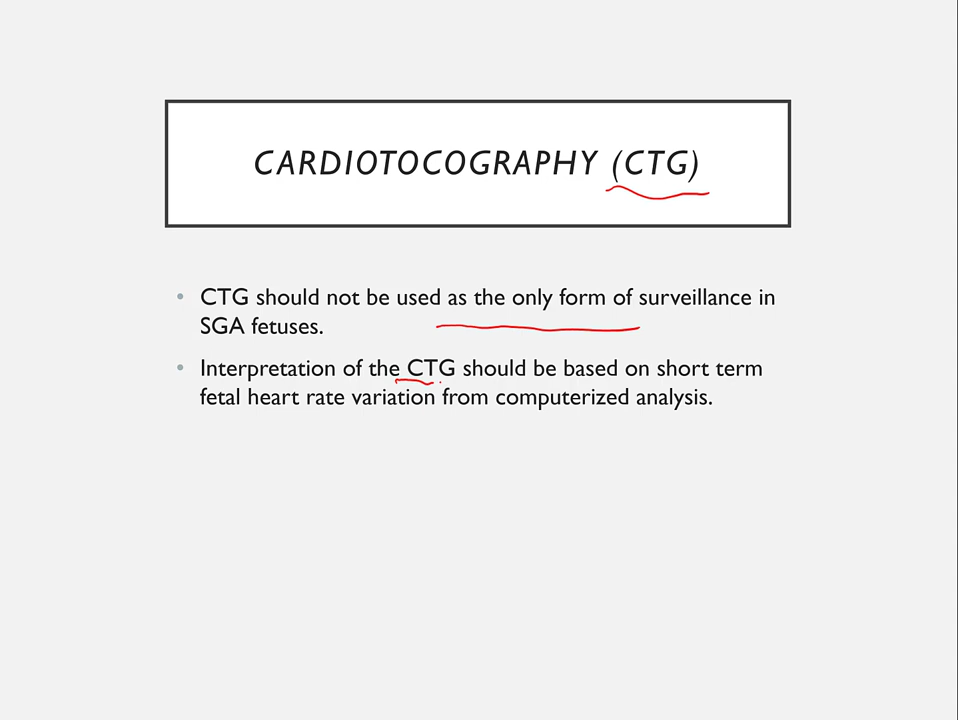 CARDIOTOCOGRAPHY (CTG)
• CTG should not be used as the only form of surveillance in
SGA fetuses.
• Interpretation of the CTG should be based on short term
fetal heart rate variation from computerized analysis.